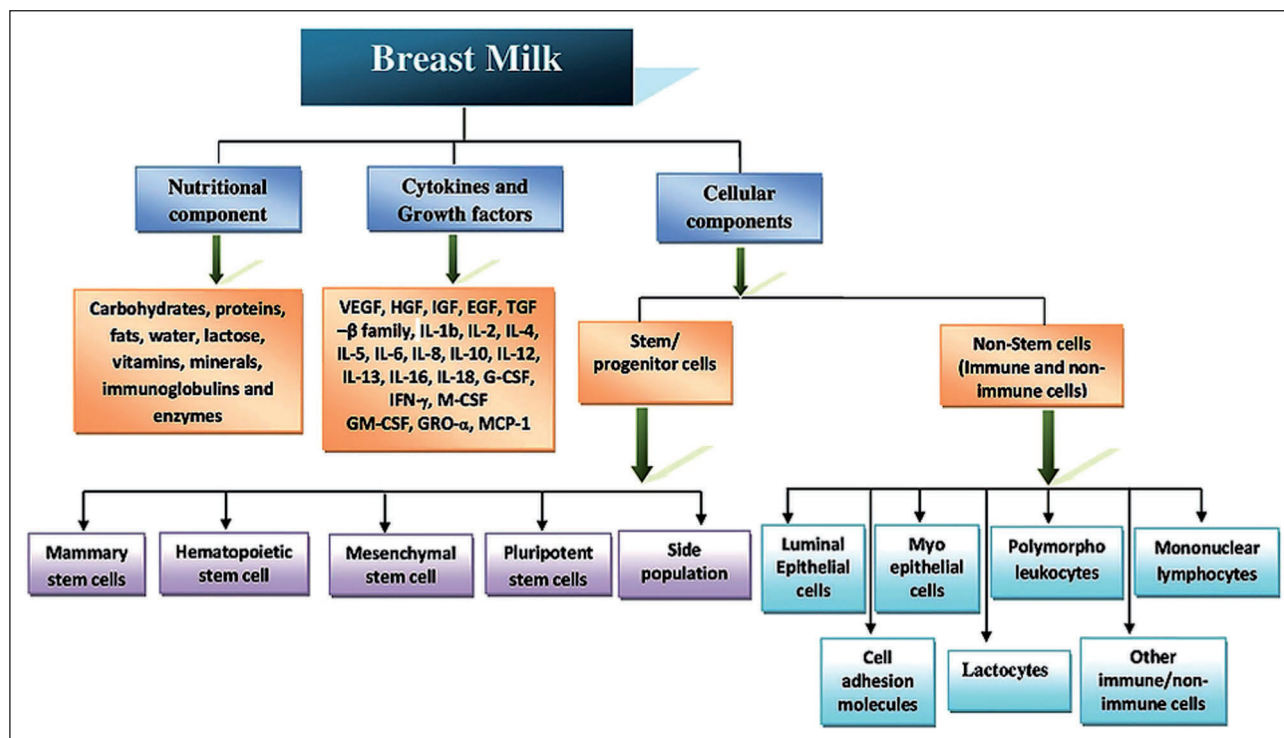 Breast Milk
Nutritional
component
Cytokines and
Growth factors
Cellular
components
Carbohydrates, proteins,
fats, water, lactose,
vitamins, minerals,
immunoglobulins and
enzymes
VEGF, HGF, IGF, EGF, TGF
–β family, IL-1b, IL-2, IL-4,
IL-5, IL-6, IL-8, IL-10, IL-12,
IL-13, IL-16, IL-18, G-CSF,
IFN-γ, M-CSF
GM-CSF, GRO-α, MCP-1
Stem/
progenitor cells
Non-Stem cells
(Immune and non-
immune cells)
Mammary
stem cells
Hematopoietic
stem cell
Mesenchymal
stem cell
Pluripotent
stem cells
Side
population
Luminal
Epithelial
cells
Myo
epithelial
cells
Polymorpho
leukocytes
Mononuclear
lymphocytes
Cell
adhesion
molecules
Lactocytes
Other
immune/non-
immune cells